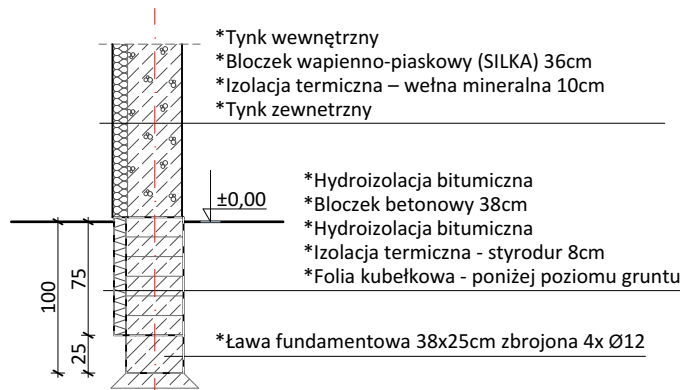 *Tynk wewnętrzny
*Bloczek wapienno-piaskowy (SILKA) 36cm
*Izolacja termiczna – wełna mineralna 10cm
*Tynk zewnetrzny
±0,00
*Hydroizolacja bitumiczna
*Bloczek betonowy 38cm
*Hydroizolacja bitumiczna
*Izolacja termiczna - styrodur 8cm
*Folia kubełkowa - poniżej poziomu gruntu
100
75
25
*Ława fundamentowa 38x25cm zbrojona 4x Ø12